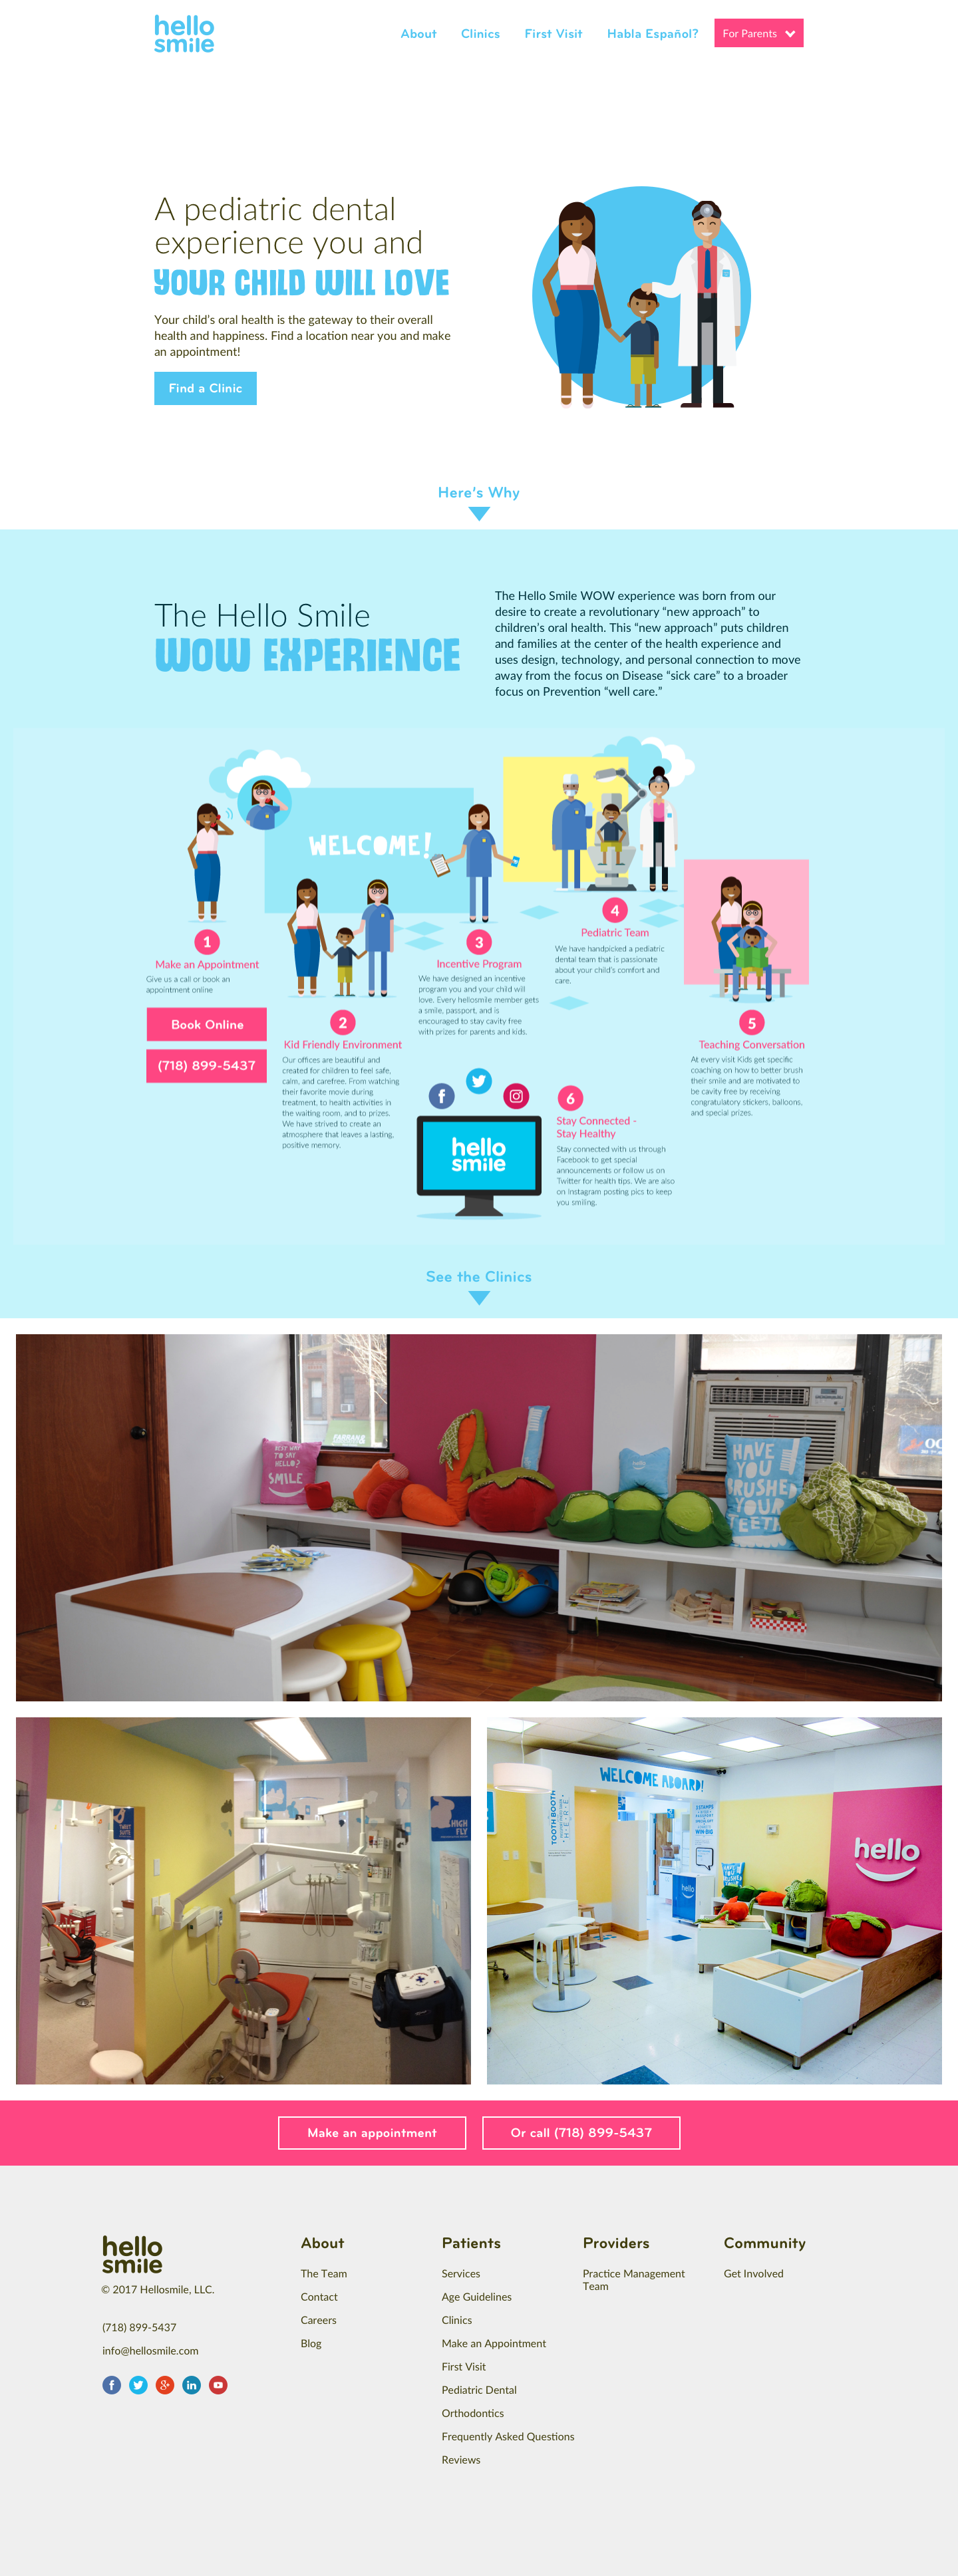 hello
smile
About Clinics First Visit Habla Español? For Parents
A pediatric dental
experience you and
YOUR CHILD WILL LOVE
Your child's oral health is the gateway to their overall
health and happiness. Find a location near you and make
an appointment!
Find a Clinic
Here's Why
The Hello Smile
WOW EXPERIENCE
The Hello Smile WOW experience was born from our
desire to create a revolutionary “new approach” to
children's oral health. This “new approach” puts children
and families at the center of the health experience and
uses design, technology, and personal connection to move
away from the focus on Disease “sick care” to a broader
focus on Prevention “well care.”
WELCOME!
1
Make an Appointment
Give us a call or book an
appointment online
Book Online
(718) 899-5437
2
Kid Friendly Environment
Our offices are beautiful and
created for children to feel safe,
calm, and carefree. From watching
their favorite movie during
treatment, to health activities in
the waiting room, and to prizes.
We have strived to create an
atmosphere that leaves a lasting,
positive memory.
3
Incentive Program
We have designed an incentive
program you and your child will
love. Every hellosmile member gets
a smile, passport, and is
encouraged to stay cavity free
with prizes for parents and kids.
4
Pediatric Team
We have handpicked a pediatric
dental team that is passionate
about your child's comfort and
care.
5
Teaching Conversation
At every visit Kids get specific
coaching on how to better brush
their smile and are motivated to
be cavity free by receiving
congratulatory stickers, balloons,
and special prizes.
hello
smile
6
Stay Connected -
Stay Healthy
Stay connected with us through
Facebook to get special
announcements or follow us on
Twitter for health tips. We are also
on Instagram posting pics to keep
you smiling.
See the Clinics
FARRAN
BEST WAY
TO SAY
HELLO?
SMILE
HAVE
YOU
BRUSHED
YOUR
TEETH
OC
SWEET
SUITE
HIGH
FLY
WELCOME ABOARD!
TOOTH BOOTH
HERE
WIN BIG
hello
hello
Make an appointment
Or call (718) 899-5437
hello
smile
© 2017 Hellosmile, LLC.
(718) 899-5437
info@hellosmile.com
About
The Team
Contact
Careers
Blog
Patients
Services
Age Guidelines
Clinics
Make an Appointment
First Visit
Pediatric Dental
Orthodontics
Frequently Asked Questions
Reviews
Providers
Practice Management
Team
Community
Get Involved